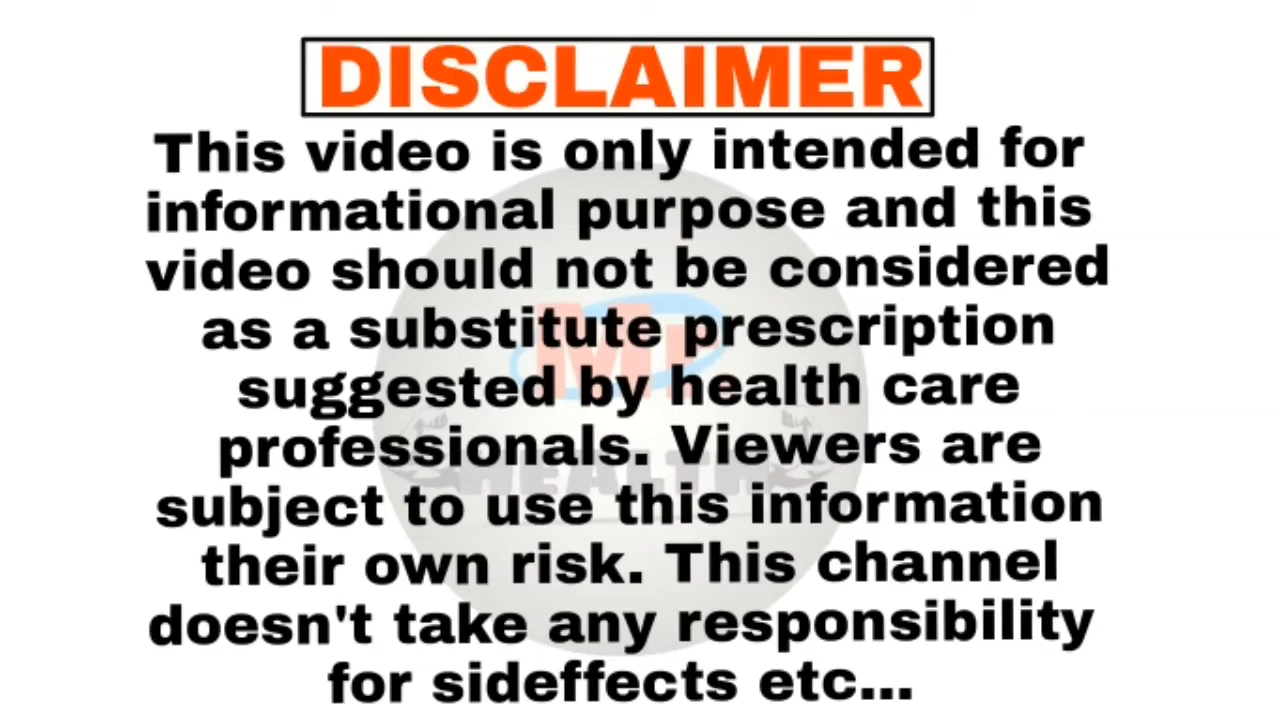 DISCLAIMER
This video is only intended for
informational purpose and this
video should not be considered
as a substitute prescription
suggested by health care
professionals. Viewers are
subject to use this information
their own risk. This channel
doesn't take any responsibility
for sideffects etc...
HEALTH